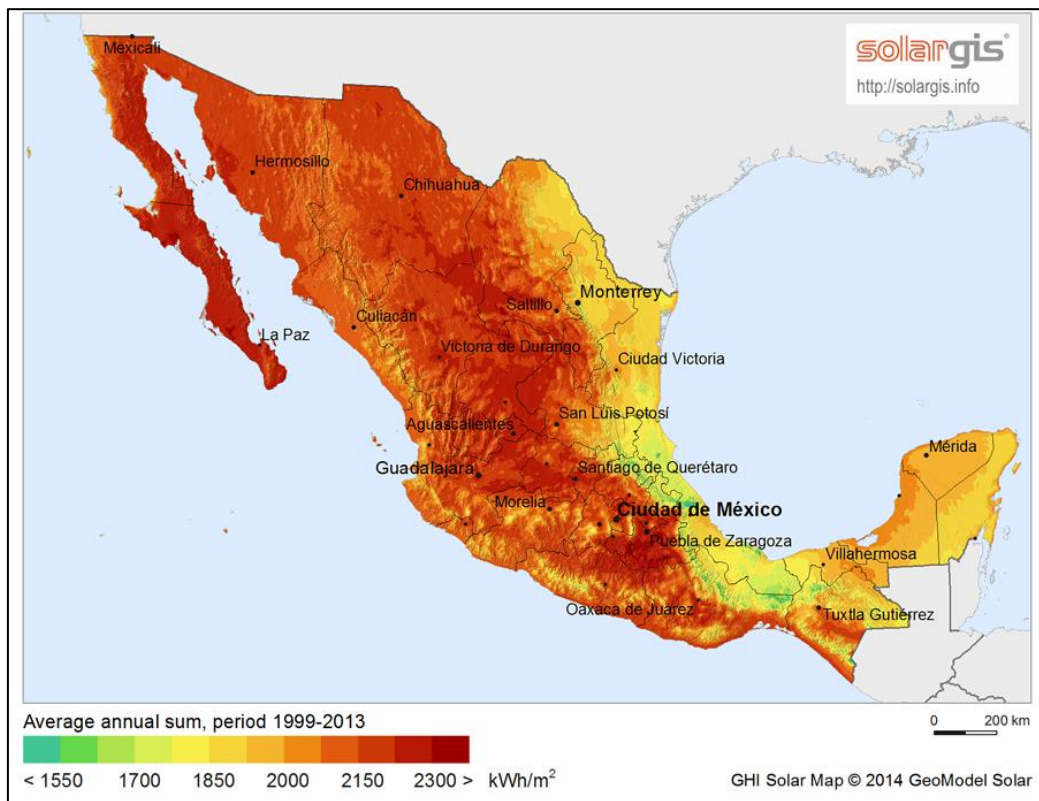 solargis
http://solargis.info
Mexicali
Hermosillo
Chihuahua
Monterrey
Saltillo
Culiacán
La Paz
Victoria de Durango
Ciudad Victoria
San Luis Potosí
Aguascalientes
Mérida
Guadalajara
Santiago de Querétaro
Morelia
Ciudad de México
Puebla de Zaragoza
Villahermosa
Oaxaca de Juárez
Tuxtla Gutiérrez
Average annual sum, period 1999-2013
0 200 km
< 1550 1700 1850 2000 2150 2300 > kWh/m²
GHI Solar Map © 2014 GeoModel Solar